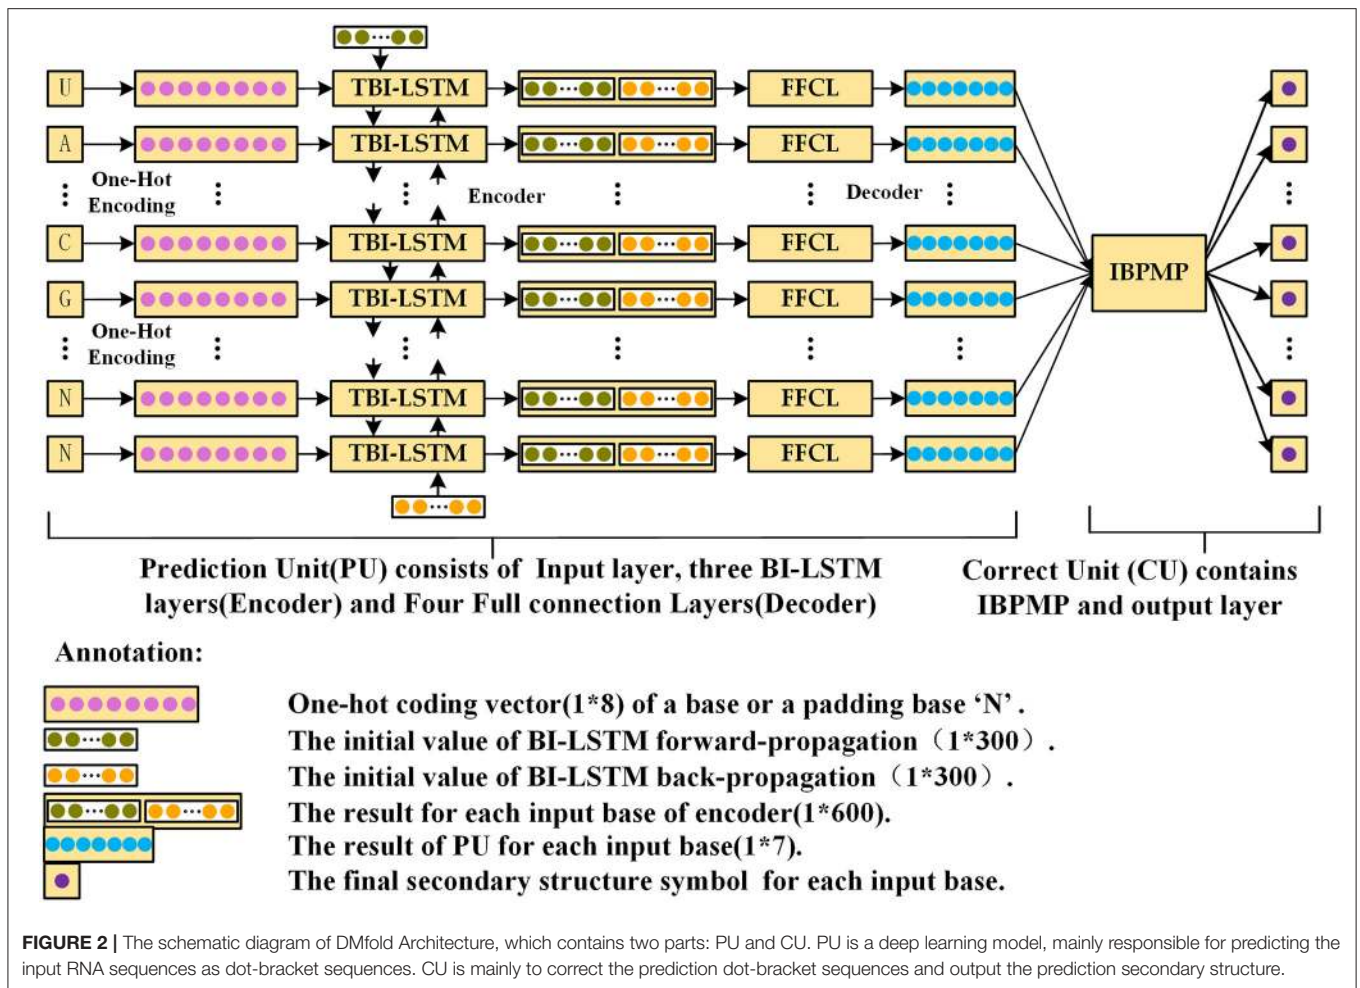 U TBI-LSTM FFCL
A TBI-LSTM FFCL
One-Hot
Encoding
Encoder
Decoder
C TBI-LSTM FFCL
IBPMP
G TBI-LSTM FFCL
One-Hot
Encoding
N TBI-LSTM FFCL
N TBI-LSTM FFCL
Prediction Unit(PU) consists of Input layer, three BI-LSTM
layers(Encoder) and Four Full connection Layers(Decoder)
Correct Unit (CU) contains
IBPMP and output layer
Annotation:
One-hot coding vector(1*8) of a base or a padding base ‘N’ .
The initial value of BI-LSTM forward-propagation（1*300）.
The initial value of BI-LSTM back-propagation（1*300）.
The result for each input base of encoder(1*600).
The result of PU for each input base(1*7).
The final secondary structure symbol for each input base.
FIGURE 2 | The schematic diagram of DMfold Architecture, which contains two parts: PU and CU. PU is a deep learning model, mainly responsible for predicting the
input RNA sequences as dot-bracket sequences. CU is mainly to correct the prediction dot-bracket sequences and output the prediction secondary structure.